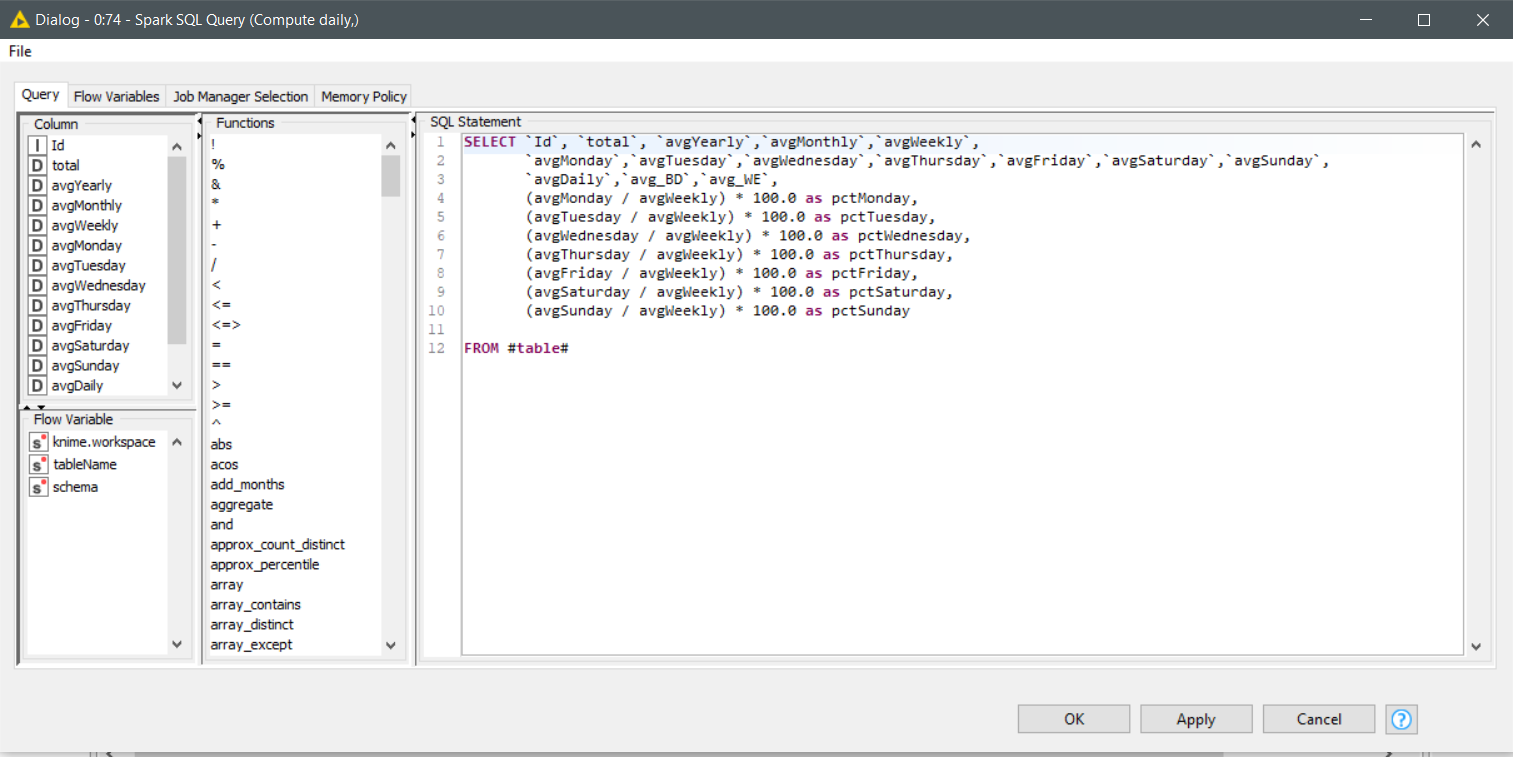 Dialog - 0:74 - Spark SQL Query (Compute daily,)
File
Query Flow Variables Job Manager Selection Memory Policy
Column
I Id
D total
D avgYearly
D avgMonthly
D avgWeekly
D avgMonday
D avgTuesday
D avgWednesday
D avgThursday
D avgFriday
D avgSaturday
D avgSunday
D avgDaily
Flow Variable
s knime.workspace
s tableName
s schema
Functions
!
%
&
*
+
-
/
<
<=
<=>
=
==
>
>=
^
abs
acos
add_months
aggregate
and
approx_count_distinct
approx_percentile
array
array_contains
array_distinct
array_except
SQL Statement
1 SELECT `Id`, `total`, `avgYearly`,`avgMonthly`,`avgWeekly`,
2 `avgMonday`,`avgTuesday`,`avgWednesday`,`avgThursday`,`avgFriday`,`avgSaturday`,`avgSunday`,
3 `avgDaily`,`avg_BD`,`avg_WE`,
4 (avgMonday / avgWeekly) * 100.0 as pctMonday,
5 (avgTuesday / avgWeekly) * 100.0 as pctTuesday,
6 (avgWednesday / avgWeekly) * 100.0 as pctWednesday,
7 (avgThursday / avgWeekly) * 100.0 as pctThursday,
8 (avgFriday / avgWeekly) * 100.0 as pctFriday,
9 (avgSaturday / avgWeekly) * 100.0 as pctSaturday,
10 (avgSunday / avgWeekly) * 100.0 as pctSunday
11
12 FROM #table#
OK Apply Cancel ?